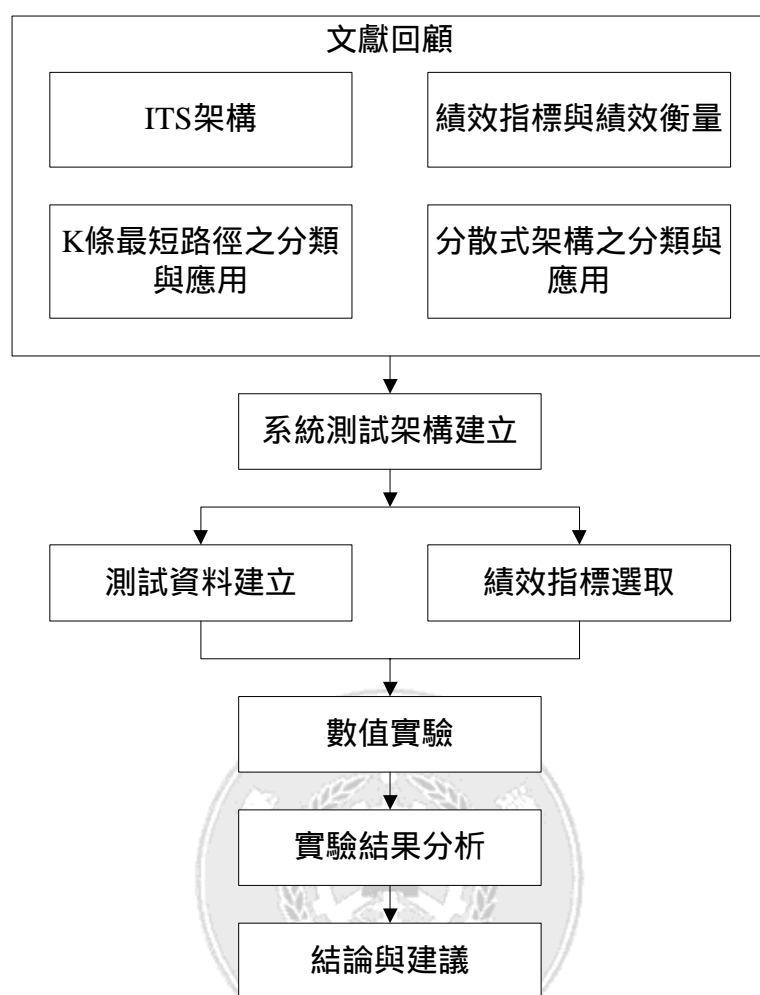 文獻回顧
ITS架構
績效指標與績效衡量
K條最短路徑之分類
與應用
分散式架構之分類與
應用
系統測試架構建立
測試資料建立
績效指標選取
數值實驗
實驗結果分析
結論與建議